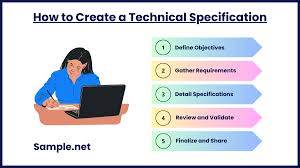 How to Create a Technical Specification
1 Define Objectives
2 Gather Requirements
3 Detail Specifications
4 Review and Validate
5 Finalize and Share
Sample.net